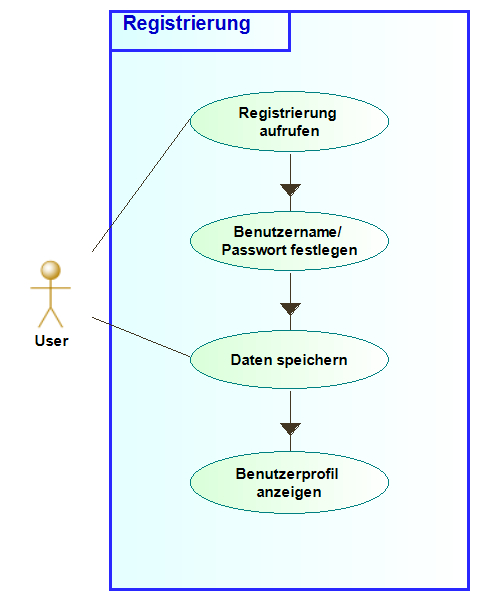 Registrierung
Registrierung
aufrufen
Benutzername/
Passwort festlegen
User
Daten speichern
Benutzerprofil
anzeigen